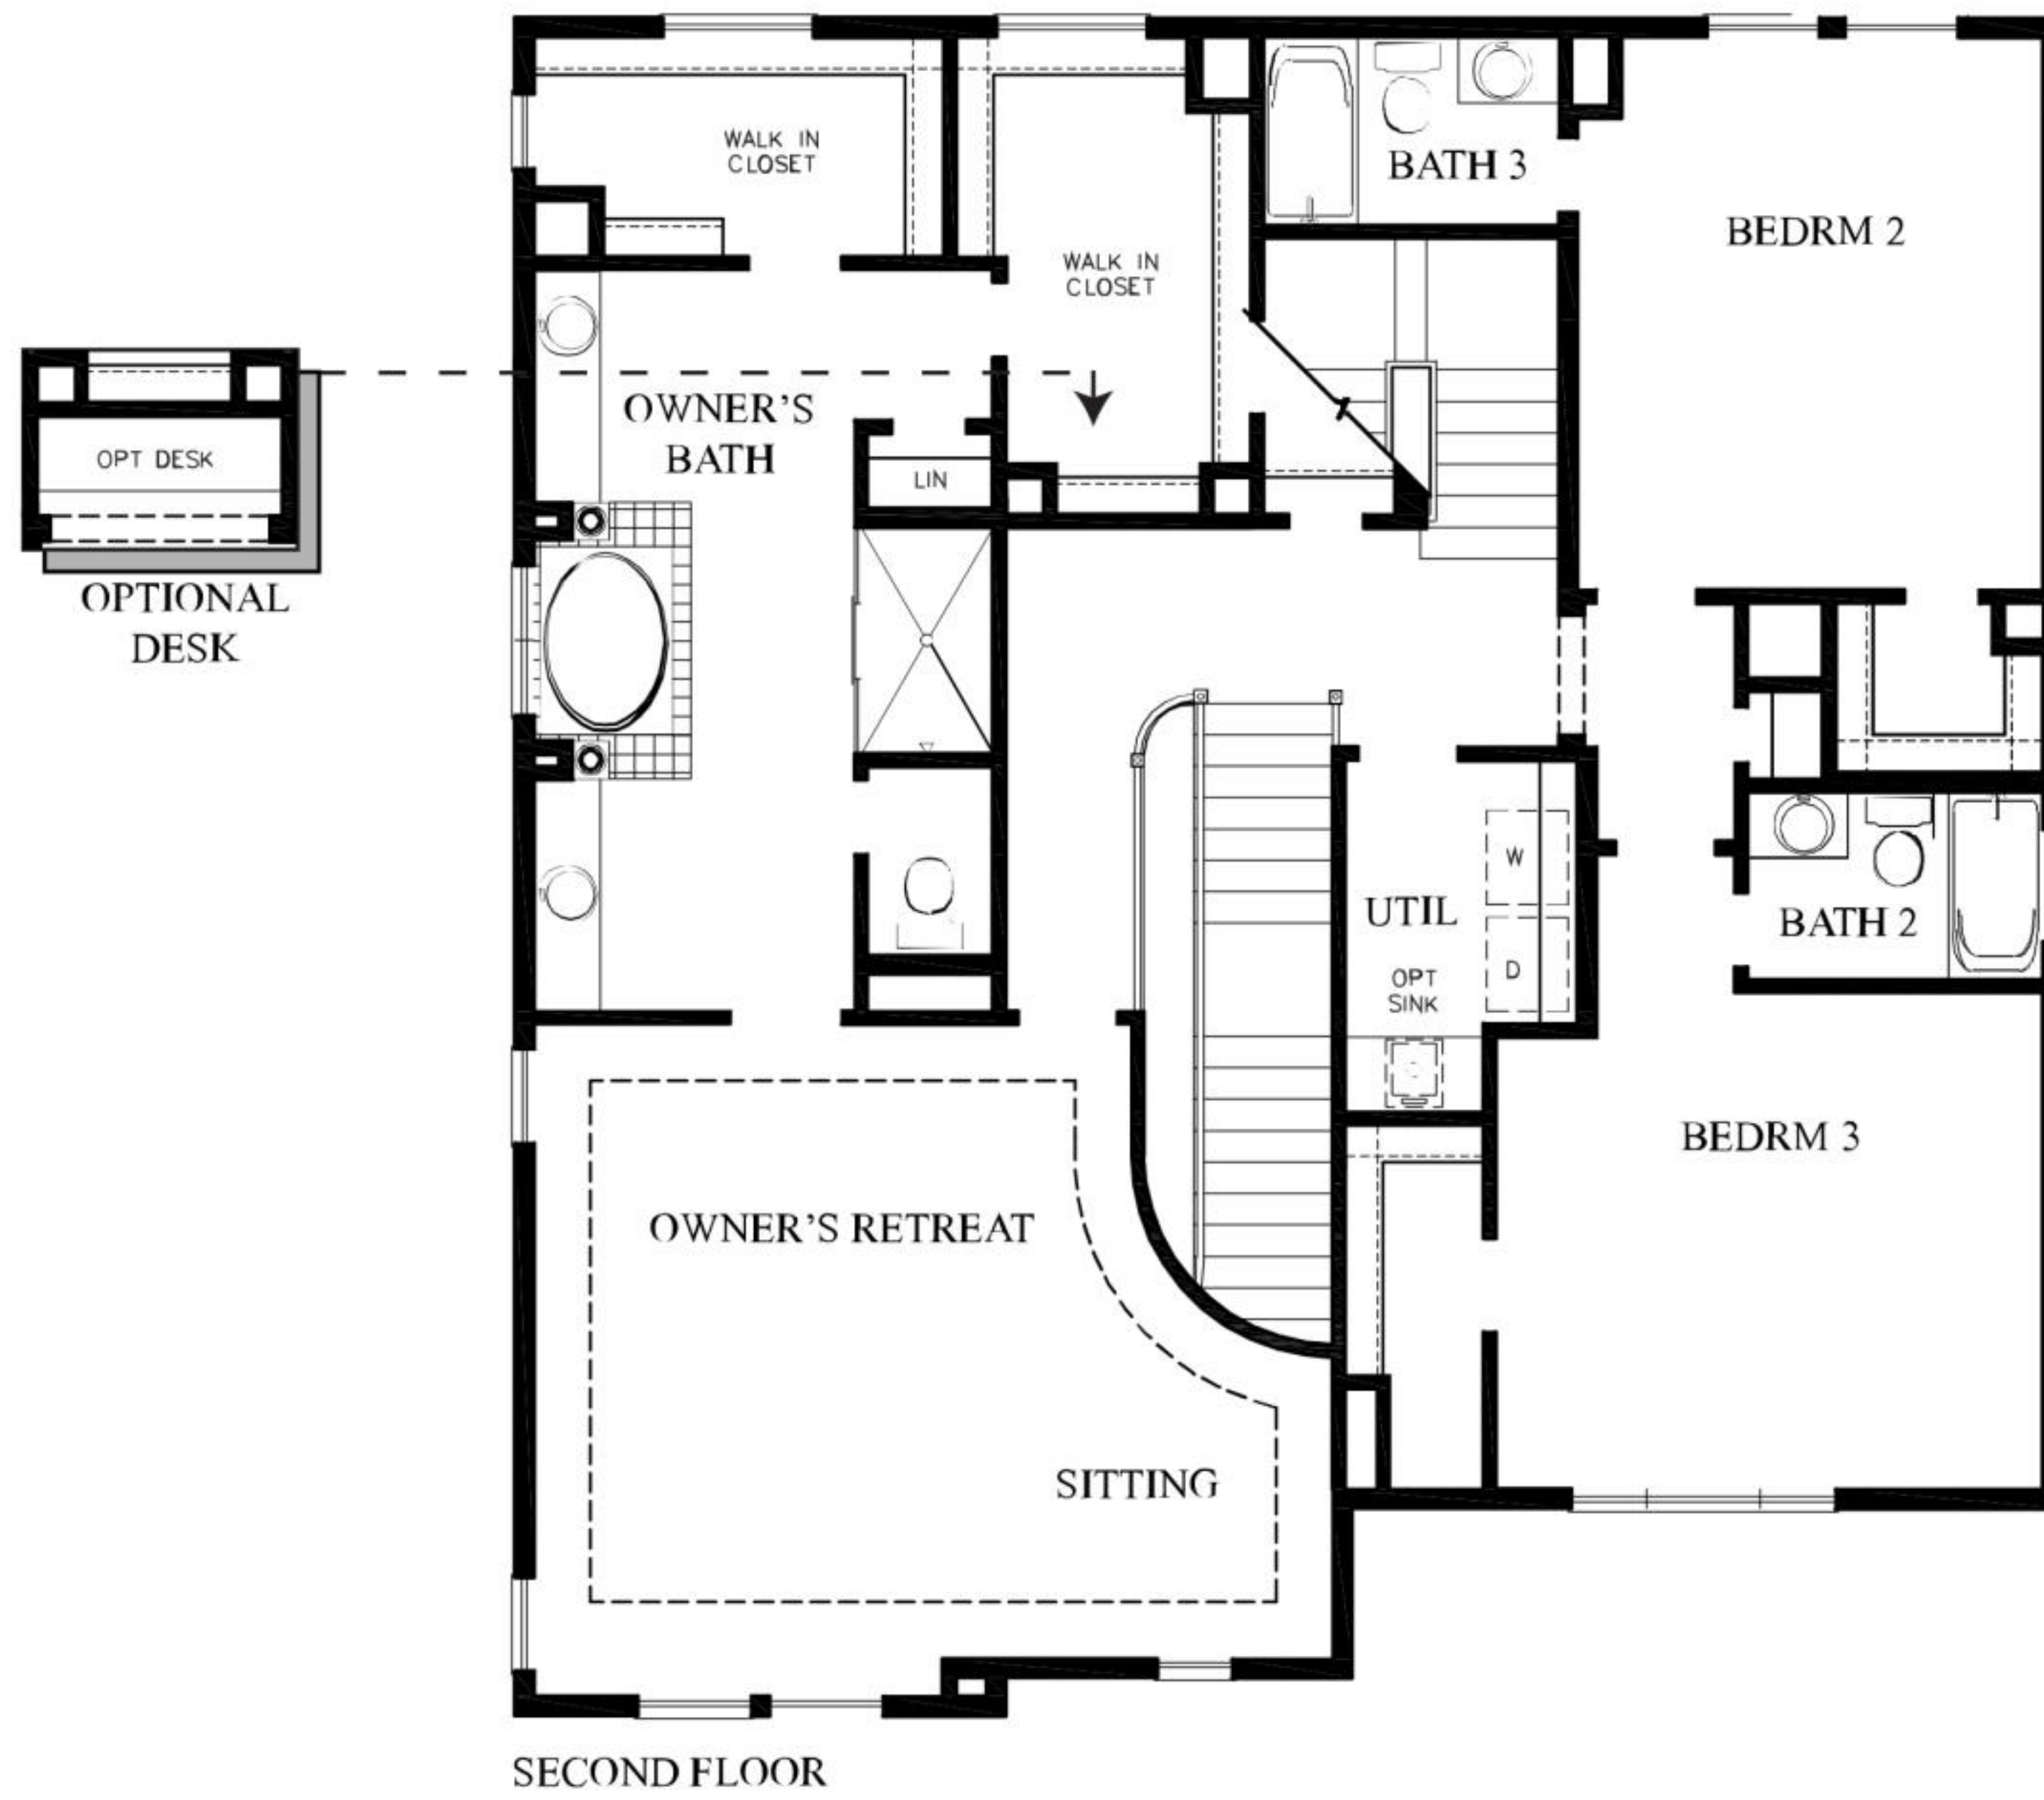 WALK IN
CLOSET
BATH 3
BEDRM 2
WALK IN
CLOSET
OWNER'S
BATH
OPT DESK
LIN
OPTIONAL
DESK
W
UTIL
BATH 2
OPT
SINK
D
BEDRM 3
OWNER'S RETREAT
SITTING
SECOND FLOOR